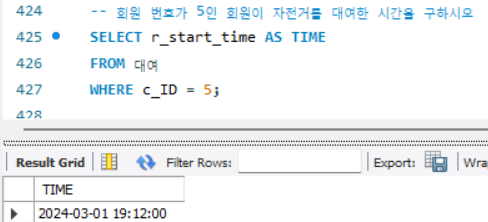 424 -- 회원 번호가 5인 회원이 자전거를 대여한 시간을 구하시오
425 SELECT r_start_time AS TIME
426 FROM 대여
427 WHERE c_ID = 5;
428
Result Grid Filter Rows: Export: Wra
TIME
2024-03-01 19:12:00